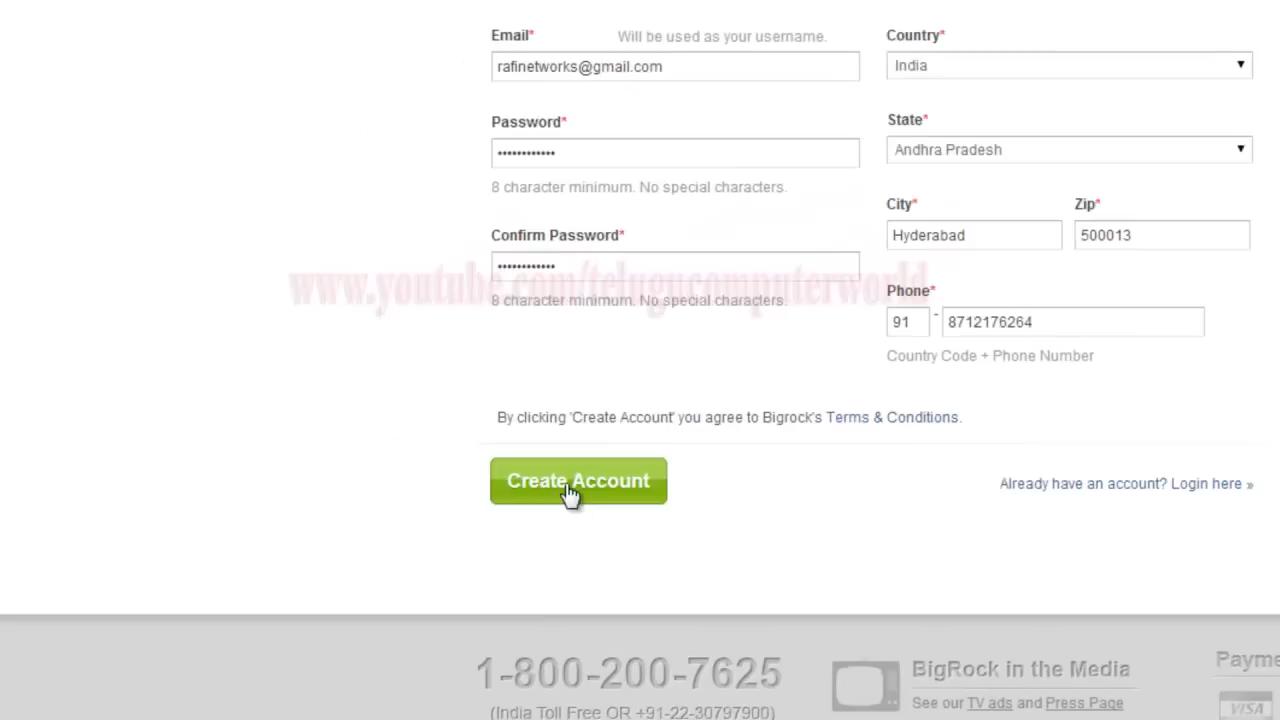 Email* Will be used as your username.
rafinetworks@gmail.com
Password*
••••••••••••
8 character minimum. No special characters.
Confirm Password*
••••••••••••
8 character minimum. No special characters.
Country*
India
State*
Andhra Pradesh
City* Zip*
Hyderabad 500013
www.youtube.com/telugucomputerworld
Phone*
91 - 8712176264
Country Code + Phone Number
By clicking 'Create Account' you agree to Bigrock's Terms & Conditions.
Create Account
Already have an account? Login here »
1-800-200-7625
(India Toll Free OR +91-22-30797900)
BigRock in the Media
See our TV ads and Press Page
VISA